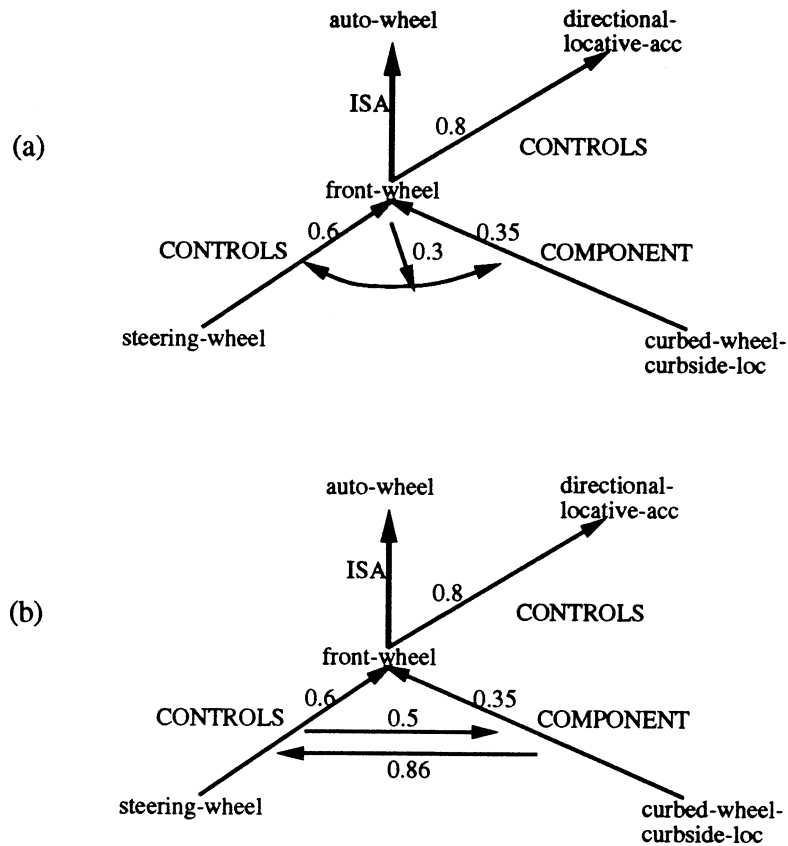 auto-wheel
directional-
locative-acc
ISA
0.8
(a)
CONTROLS
front-wheel
0.6
0.35
CONTROLS
0.3
COMPONENT
steering-wheel
curbed-wheel-
curbside-loc
auto-wheel
directional-
locative-acc
ISA
0.8
(b)
CONTROLS
front-wheel
0.6
0.35
CONTROLS
0.5
COMPONENT
0.86
steering-wheel
curbed-wheel-
curbside-loc